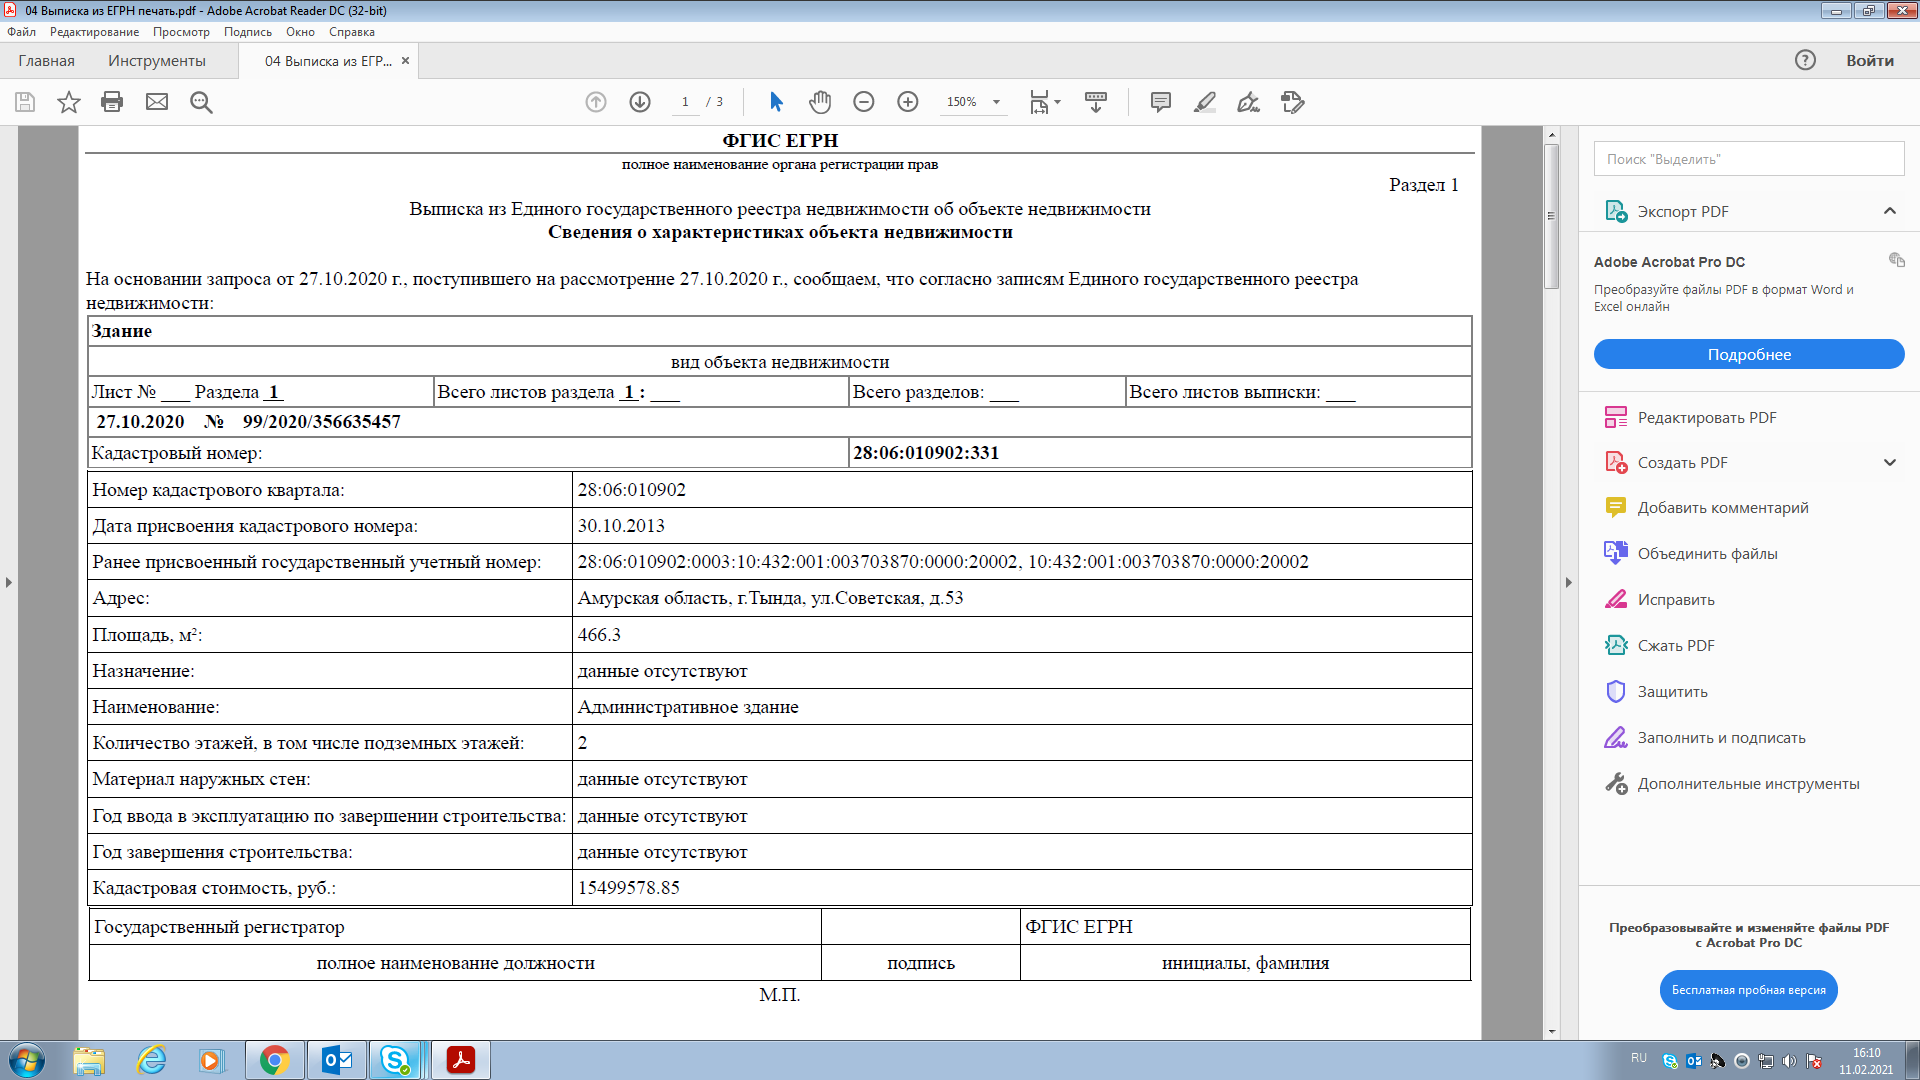 04 Выписка из ЕГРН печать.pdf - Adobe Acrobat Reader DC (32-bit)
Файл Редактирование Просмотр Подпись Окно Справка
Главная Инструменты 04 Выписка из ЕГР... × ? Войти
1 / 3 150%
ФГИС ЕГРН
полное наименование органа регистрации прав
Раздел 1
Выписка из Единого государственного реестра недвижимости об объекте недвижимости
Сведения о характеристиках объекта недвижимости
На основании запроса от 27.10.2020 г., поступившего на рассмотрение 27.10.2020 г., сообщаем, что согласно записям Единого государственного реестра
недвижимости:
Здание
вид объекта недвижимости
Лист № ___ Раздела 1 Всего листов раздела 1 : ___ Всего разделов: ___ Всего листов выписки: ___
27.10.2020 № 99/2020/356635457
Кадастровый номер: 28:06:010902:331
Номер кадастрового квартала: 28:06:010902
Дата присвоения кадастрового номера: 30.10.2013
Ранее присвоенный государственный учетный номер: 28:06:010902:0003:10:432:001:003703870:0000:20002, 10:432:001:003703870:0000:20002
Адрес: Амурская область, г.Тында, ул.Советская, д.53
Площадь, м²: 466.3
Назначение: данные отсутствуют
Наименование: Административное здание
Количество этажей, в том числе подземных этажей: 2
Материал наружных стен: данные отсутствуют
Год ввода в эксплуатацию по завершении строительства: данные отсутствуют
Год завершения строительства: данные отсутствуют
Кадастровая стоимость, руб.: 15499578.85
Государственный регистратор ФГИС ЕГРН
полное наименование должности подпись инициалы, фамилия
М.П.
Поиск "Выделить"
Экспорт PDF
Adobe Acrobat Pro DC
Преобразуйте файлы PDF в формат Word и
Excel онлайн
Подробнее
Редактировать PDF
Создать PDF
Добавить комментарий
Объединить файлы
Исправить
Сжать PDF
Защитить
Заполнить и подписать
Дополнительные инструменты
Преобразовывайте и изменяйте файлы PDF
с Acrobat Pro DC
Бесплатная пробная версия
RU
16:10
11.02.2021